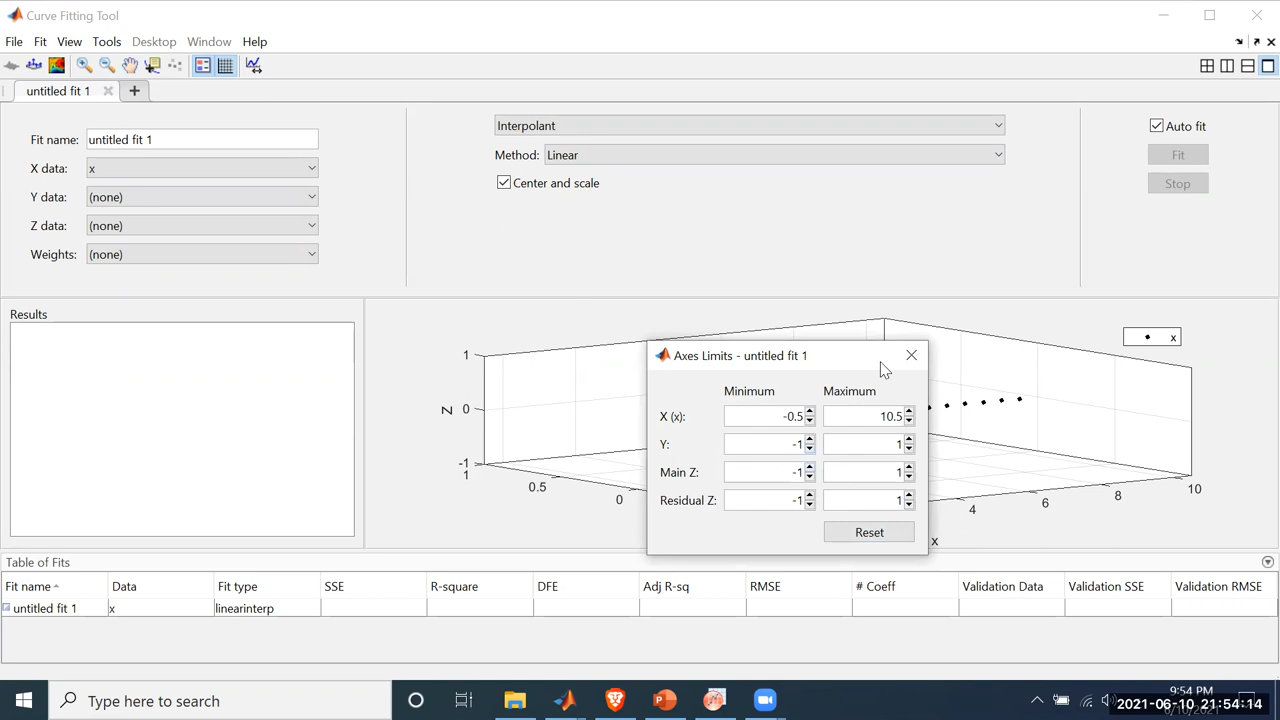 Curve Fitting Tool
File Fit View Tools Desktop Window Help
untitled fit 1
Fit name: untitled fit 1
X data: x
Y data: (none)
Z data: (none)
Weights: (none)
Interpolant
Method: Linear
Center and scale
Auto fit
Fit
Stop
Results
1
0
-1
Z
1
0.5
0
4
6
8
10
x
x
Axes Limits - untitled fit 1
Minimum Maximum
X (x): -0.5 10.5
Y: -1 1
Main Z: -1 1
Residual Z: -1 1
Reset
Table of Fits
Fit name Data Fit type SSE R-square DFE Adj R-sq RMSE # Coeff Validation Data Validation SSE Validation RMSE
untitled fit 1 x linearinterp
Type here to search
9:54 PM
2021-06-10 21:54:14